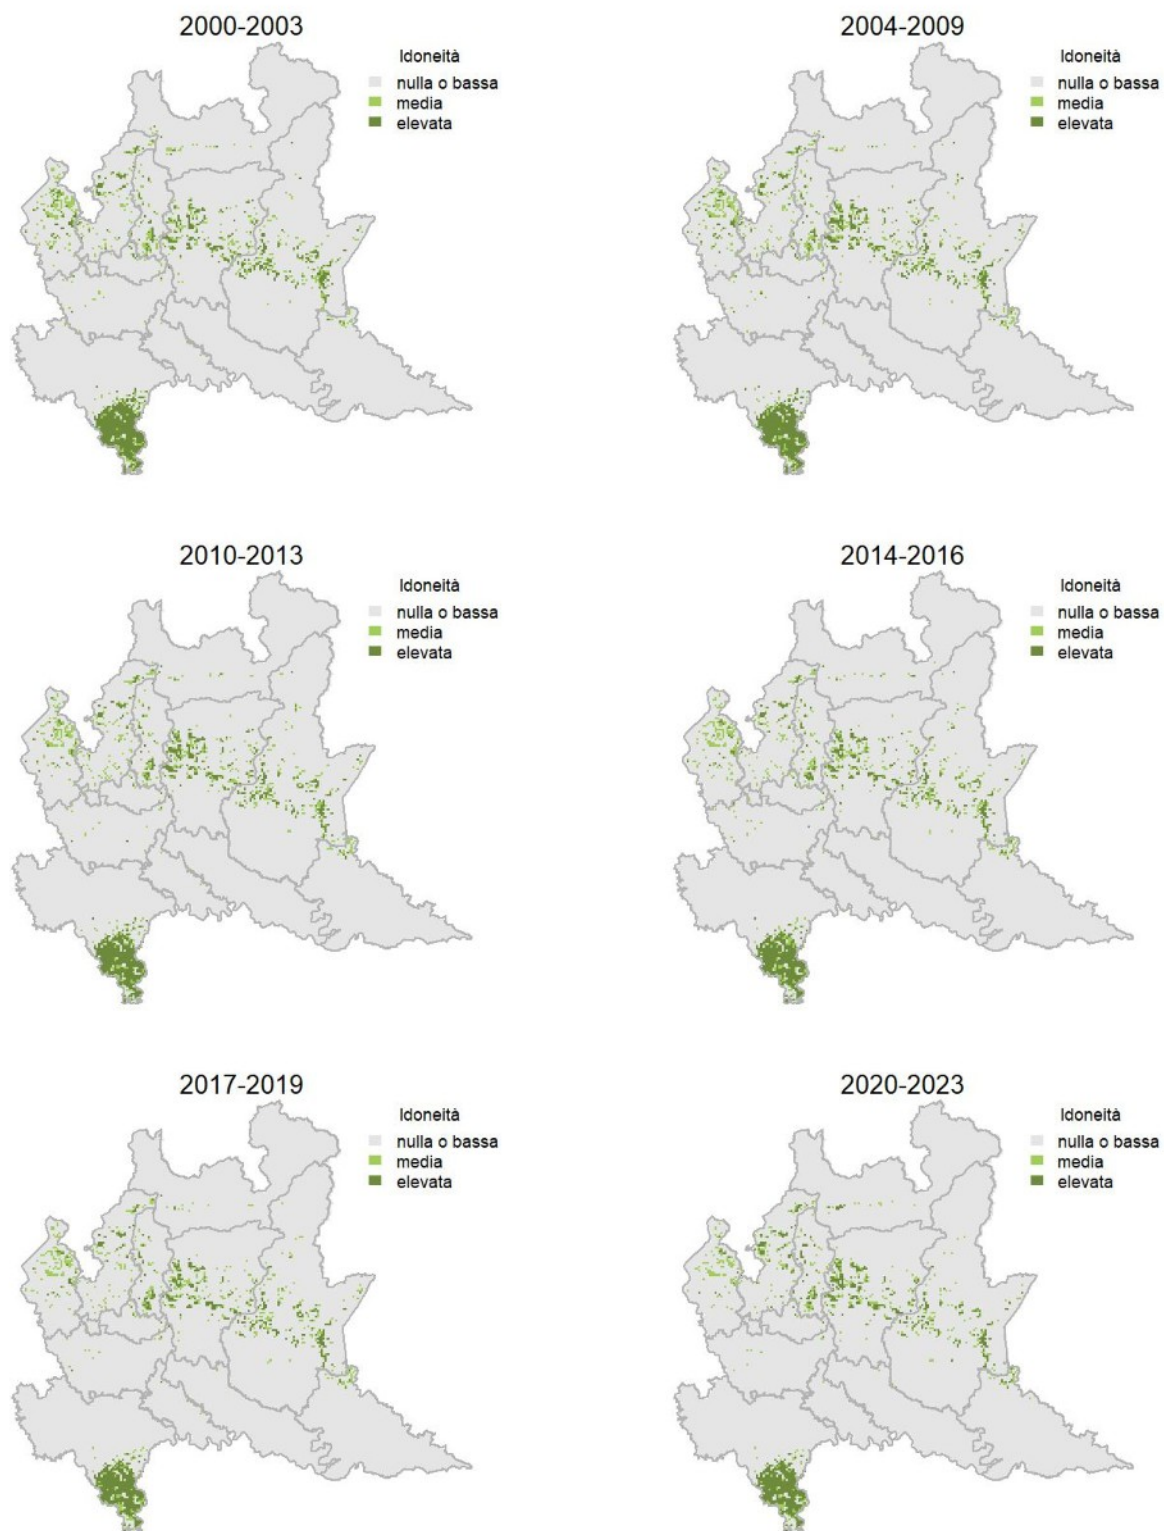 2000-2003
Idoneità
nulla o bassa
media
elevata
2004-2009
Idoneità
nulla o bassa
media
elevata
2010-2013
Idoneità
nulla o bassa
media
elevata
2014-2016
Idoneità
nulla o bassa
media
elevata
2017-2019
Idoneità
nulla o bassa
media
elevata
2020-2023
Idoneità
nulla o bassa
media
elevata